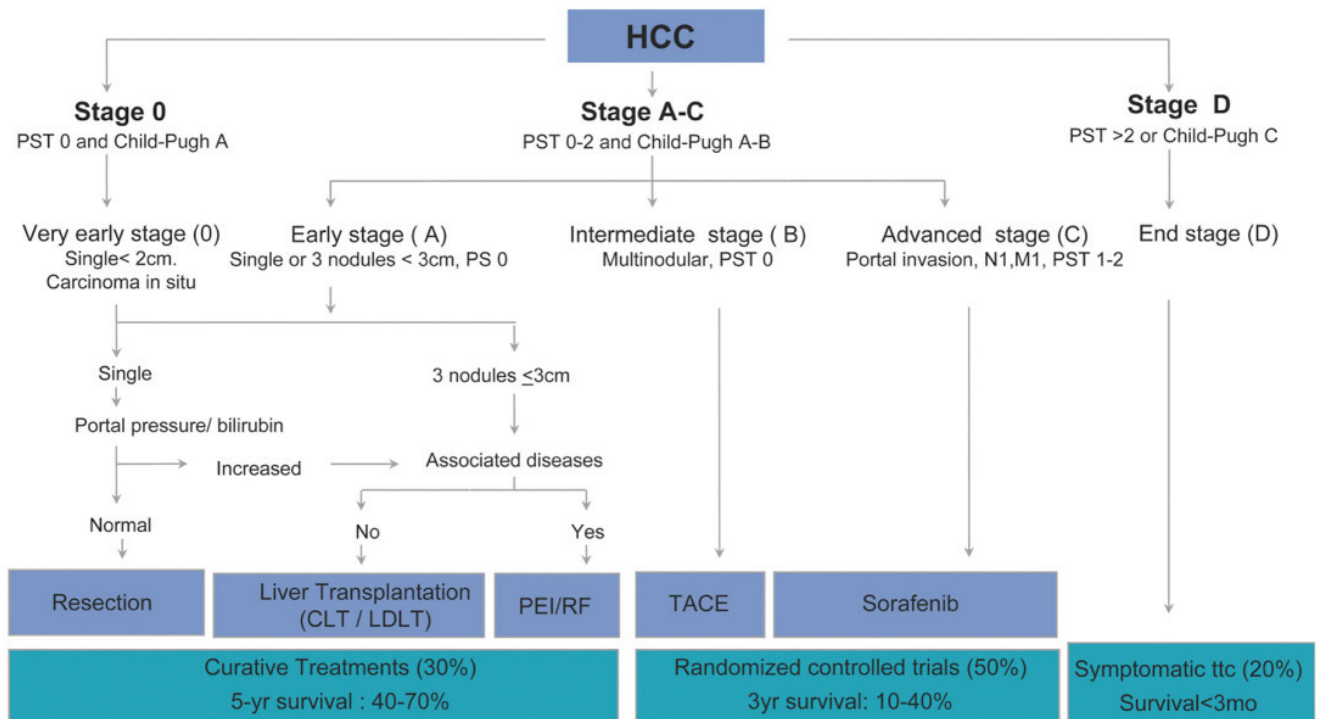 HCC
Stage 0
PST 0 and Child-Pugh A
Stage A-C
PST 0-2 and Child-Pugh A-B
Stage D
PST >2 or Child-Pugh C
Very early stage (0)
Single< 2cm.
Carcinoma in situ
Early stage ( A)
Single or 3 nodules < 3cm, PS 0
Intermediate stage ( B)
Multinodular, PST 0
Advanced stage (C)
Portal invasion, N1,M1, PST 1-2
End stage (D)
Single
3 nodules ≤3cm
Portal pressure/ bilirubin
Increased
Associated diseases
Normal
No
Yes
Resection
Liver Transplantation
(CLT / LDLT)
PEI/RF
TACE
Sorafenib
Curative Treatments (30%)
5-yr survival : 40-70%
Randomized controlled trials (50%)
3yr survival: 10-40%
Symptomatic ttc (20%)
Survival<3mo